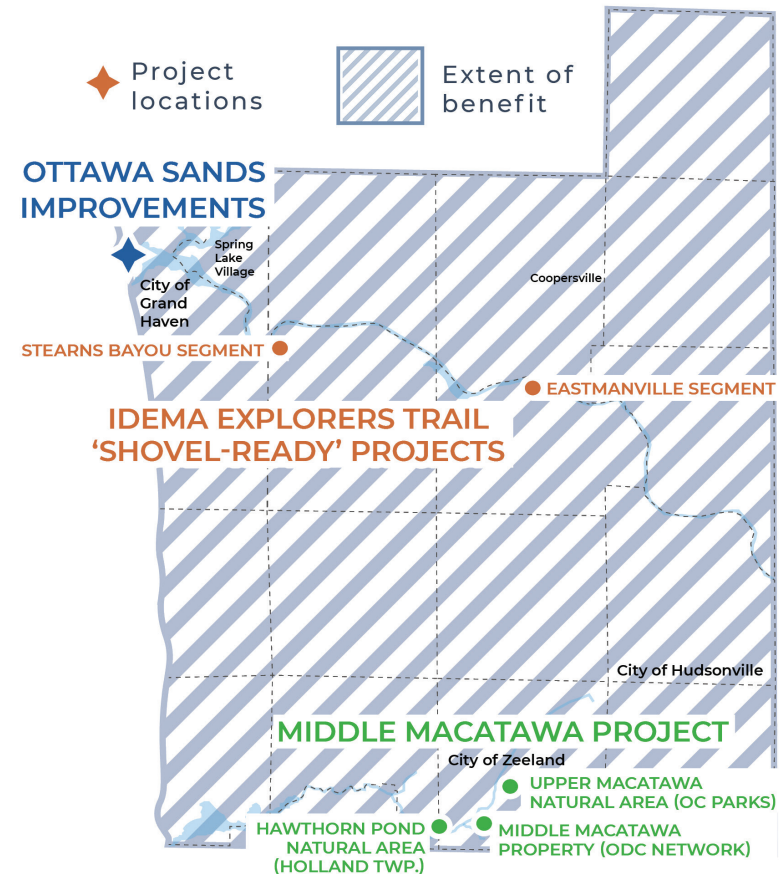 Project
locations
Extent of
benefit
OTTAWA SANDS
IMPROVEMENTS
Spring
Lake
Village
City of
Grand
Haven
Coopersville
STEARNS BAYOU SEGMENT
EASTMANVILLE SEGMENT
IDEMA EXPLORERS TRAIL
‘SHOVEL-READY’ PROJECTS
City of Hudsonville
MIDDLE MACATAWA PROJECT
City of Zeeland
UPPER MACATAWA
NATURAL AREA (OC PARKS)
HAWTHORN POND
NATURAL AREA
(HOLLAND TWP.)
MIDDLE MACATAWA
PROPERTY (ODC NETWORK)